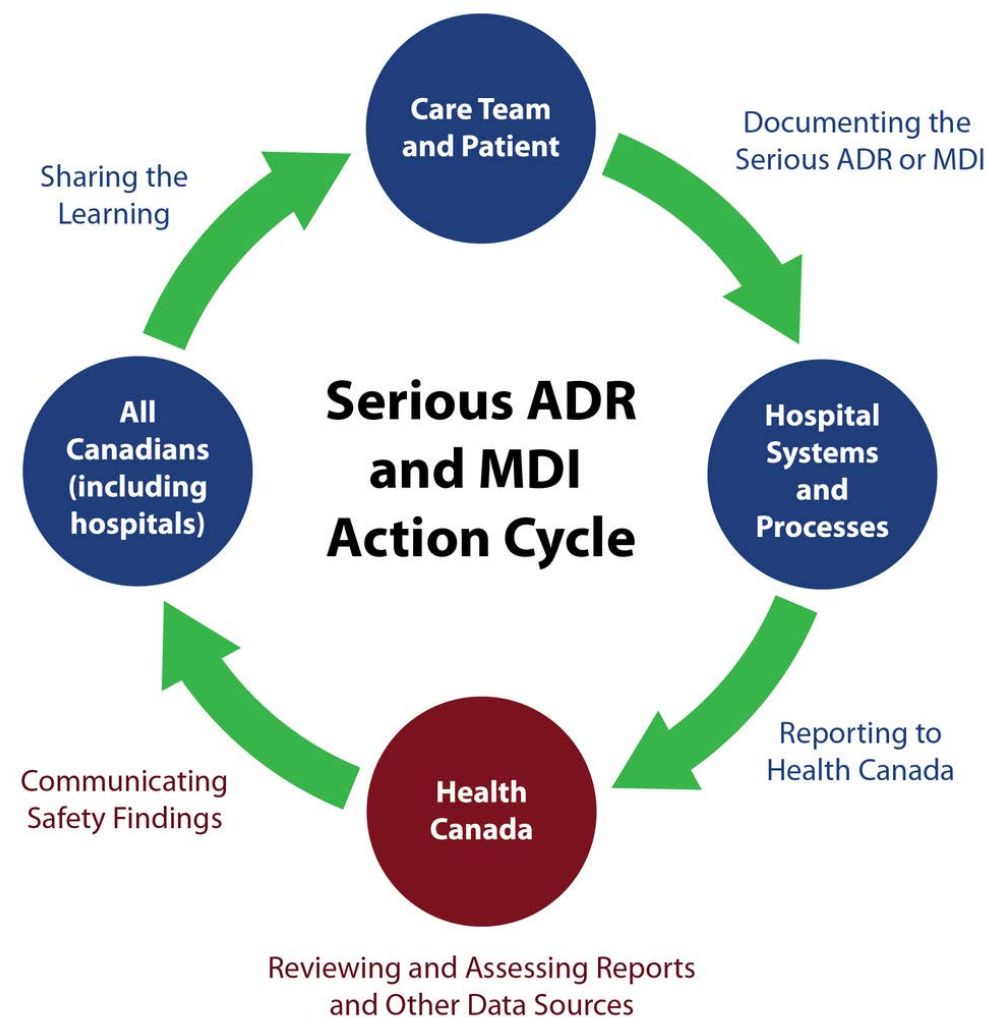 Care Team
and Patient
Documenting the
Serious ADR or MDI
Sharing the
Learning
All
Canadians
(including
hospitals)
Serious ADR
and MDI
Action Cycle
Hospital
Systems
and
Processes
Reporting to
Health Canada
Communicating
Safety Findings
Health
Canada
Reviewing and Assessing Reports
and Other Data Sources